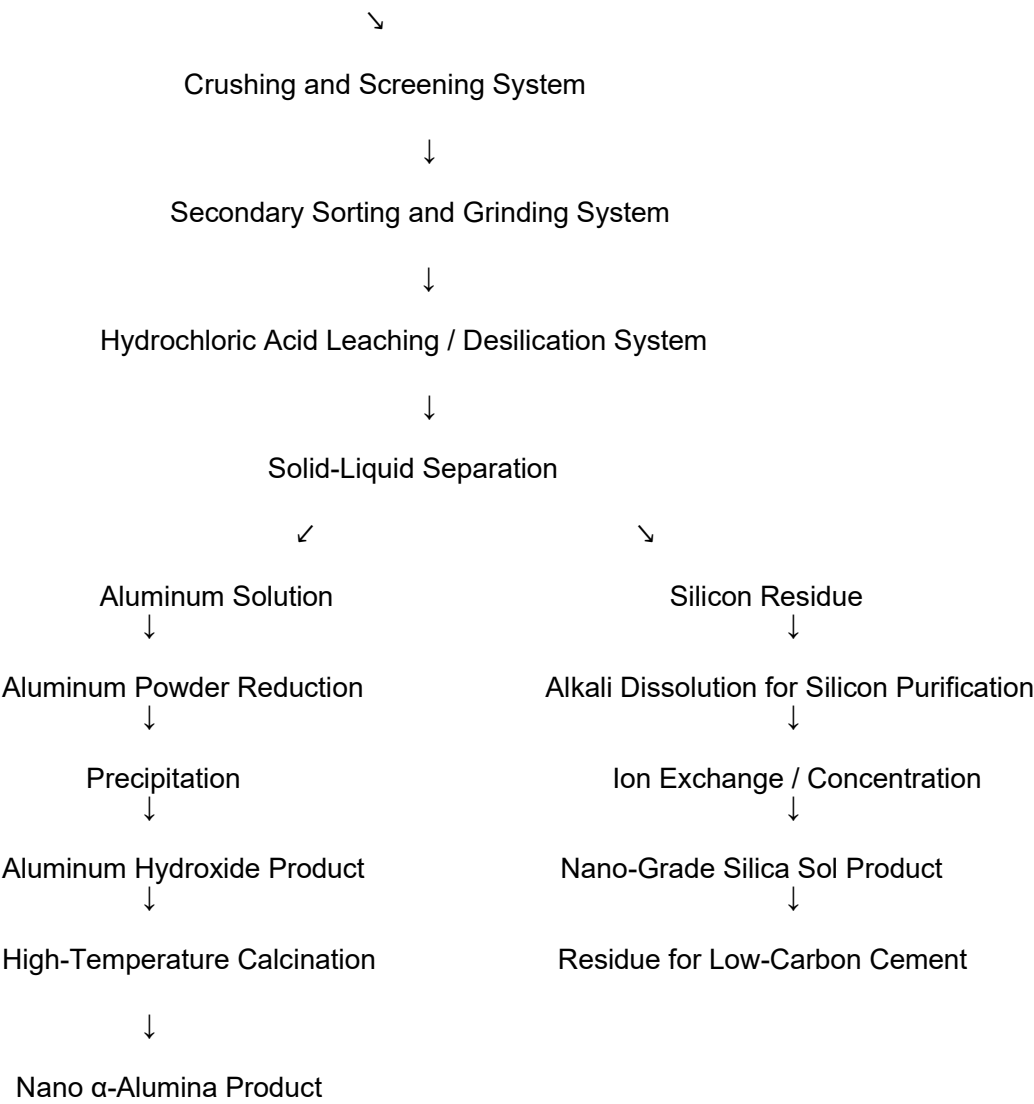 ↘
Crushing and Screening System
↓
Secondary Sorting and Grinding System
↓
Hydrochloric Acid Leaching / Desilication System
↓
Solid-Liquid Separation
↙ ↘
Aluminum Solution Silicon Residue
↓ ↓
Aluminum Powder Reduction Alkali Dissolution for Silicon Purification
↓ ↓
Precipitation Ion Exchange / Concentration
↓ ↓
Aluminum Hydroxide Product Nano-Grade Silica Sol Product
↓ ↓
High-Temperature Calcination Residue for Low-Carbon Cement
↓
Nano α-Alumina Product